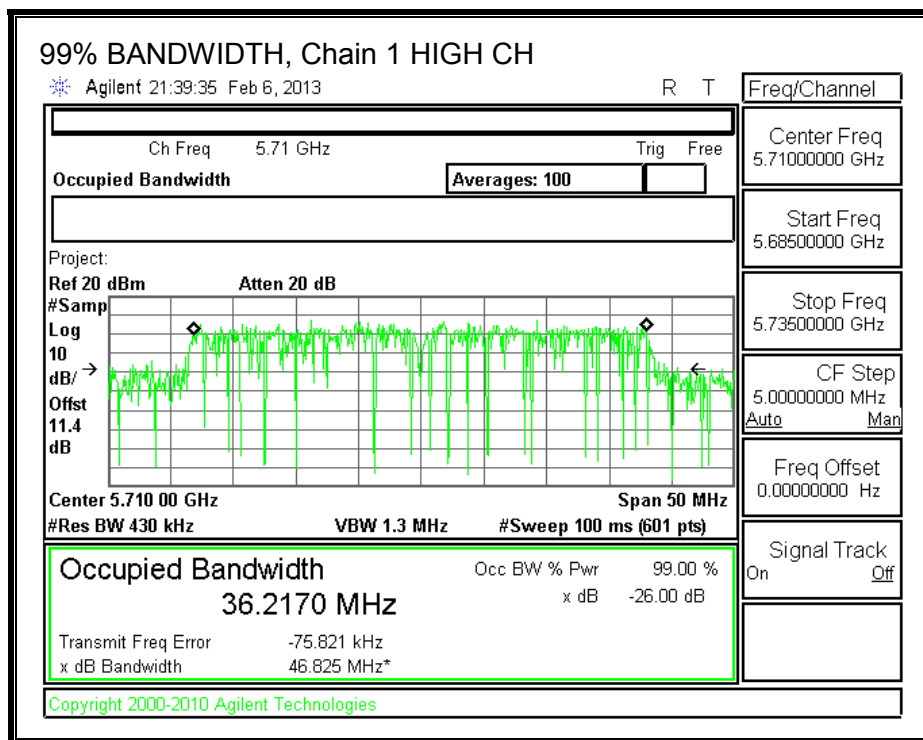 99% BANDWIDTH, Chain 1 HIGH CH
Agilent 21:39:35 Feb 6, 2013 R T
Ch Freq 5.71 GHz Trig Free
Occupied Bandwidth Averages: 100
Project:
Ref 20 dBm Atten 20 dB
#Samp
Log
10
dB/
Offst
11.4
dB
Center 5.710 00 GHz Span 50 MHz
#Res BW 430 kHz VBW 1.3 MHz #Sweep 100 ms (601 pts)
Occupied Bandwidth Occ BW % Pwr 99.00 %
36.2170 MHz x dB -26.00 dB
Transmit Freq Error -75.821 kHz
x dB Bandwidth 46.825 MHz*
Copyright 2000-2010 Agilent Technologies
Freq/Channel
Center Freq
5.71000000 GHz
Start Freq
5.68500000 GHz
Stop Freq
5.73500000 GHz
CF Step
5.00000000 MHz
Auto Man
Freq Offset
0.00000000 Hz
Signal Track
On Off